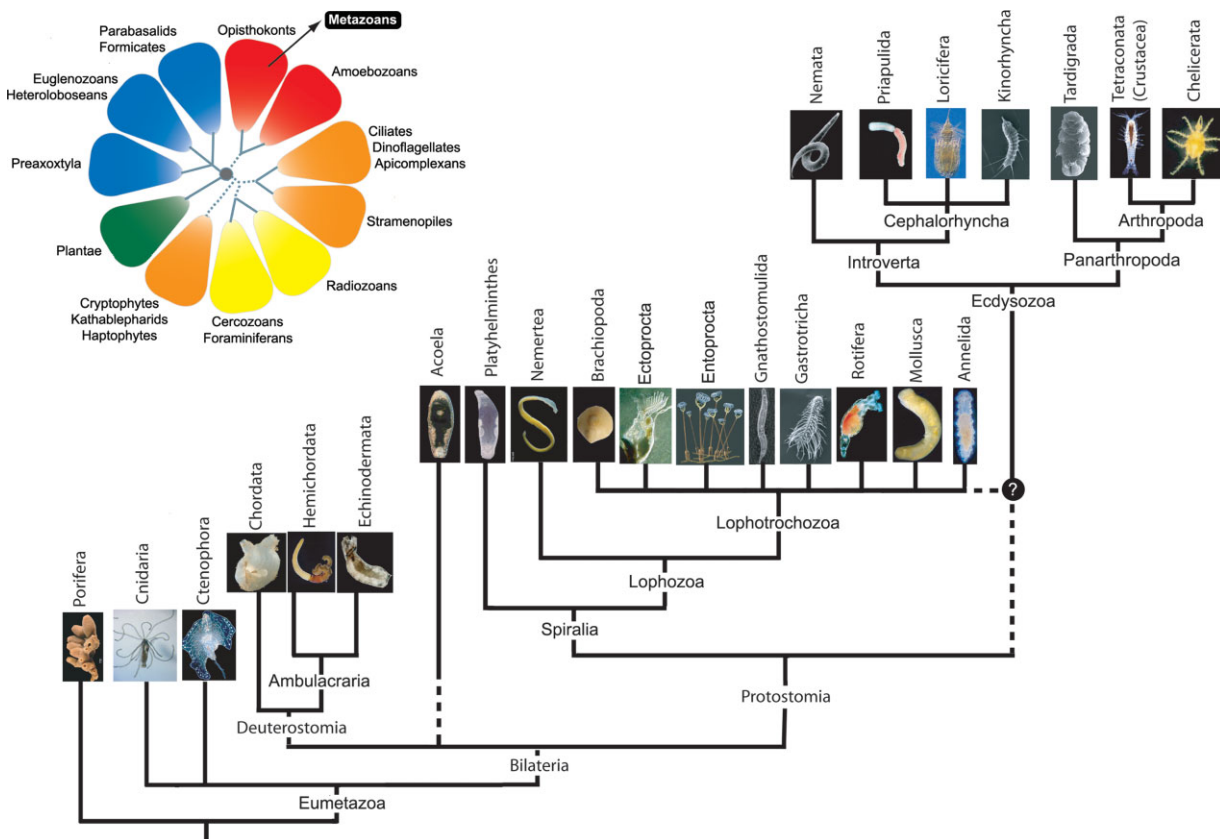 Metazoans
Opisthokonts
Parabasalids
Formicates
Amoebozoans
Euglenozoans
Heteroloboseans
Ciliates
Dinoflagellates
Apicomplexans
Preaxoxtyla
Stramenopiles
Plantae
Radiozoans
Cryptophytes
Kathablepharids
Haptophytes
Cercozoans
Foraminiferans
Nemata
Priapulida
Loricifera
Kinorhyncha
Tardigrada
Tetraconata
(Crustacea)
Chelicerata
Cephalorhyncha
Arthropoda
Introverta
Panarthropoda
Ecdysozoa
Acoela
Platyhelminthes
Nemertea
Brachiopoda
Ectoprocta
Entoprocta
Gnathostomulida
Gastrotricha
Rotifera
Mollusca
Annelida
?
Lophotrochozoa
Lophozoa
Spiralia
Protostomia
Porifera
Cnidaria
Ctenophora
Chordata
Hemichordata
Echinodermata
Ambulacraria
Deuterostomia
Bilateria
Eumetazoa